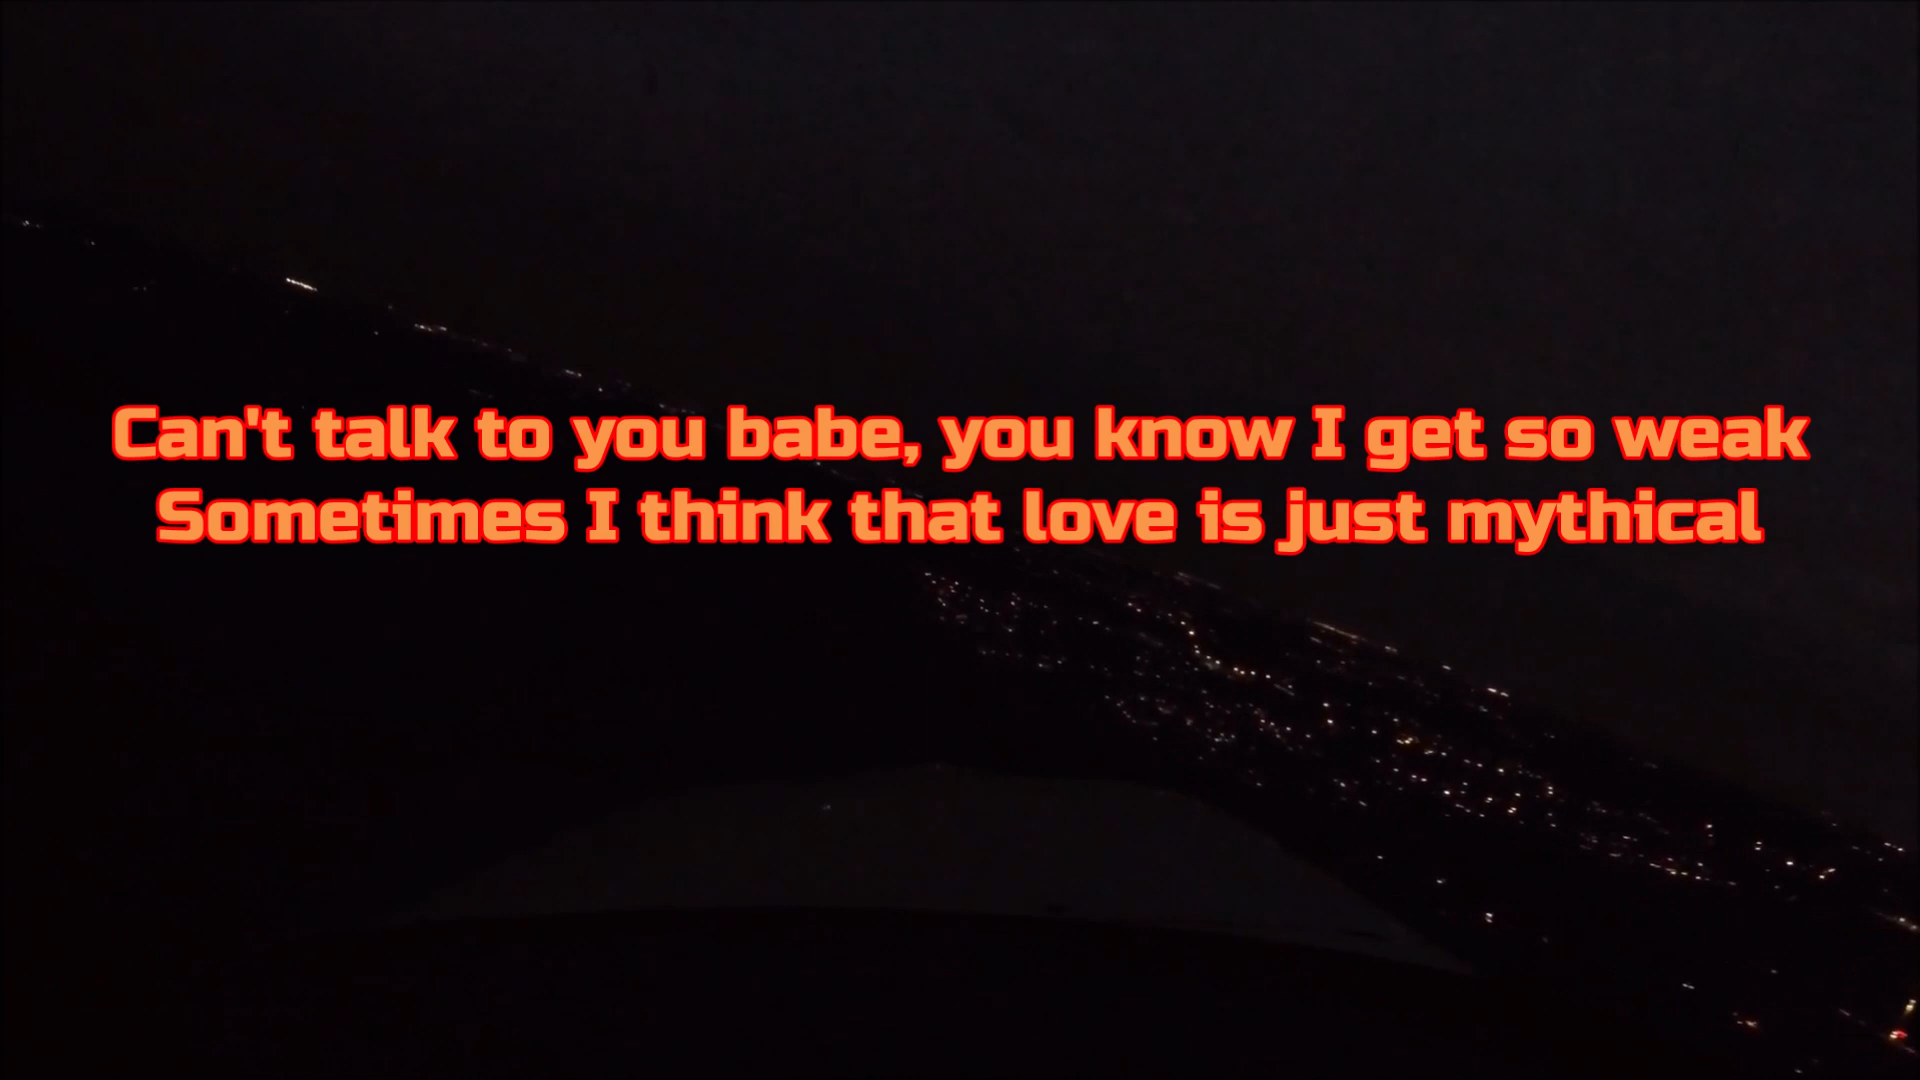 Can't talk to you babe, you know I get so weak
Sometimes I think that love is just mythical